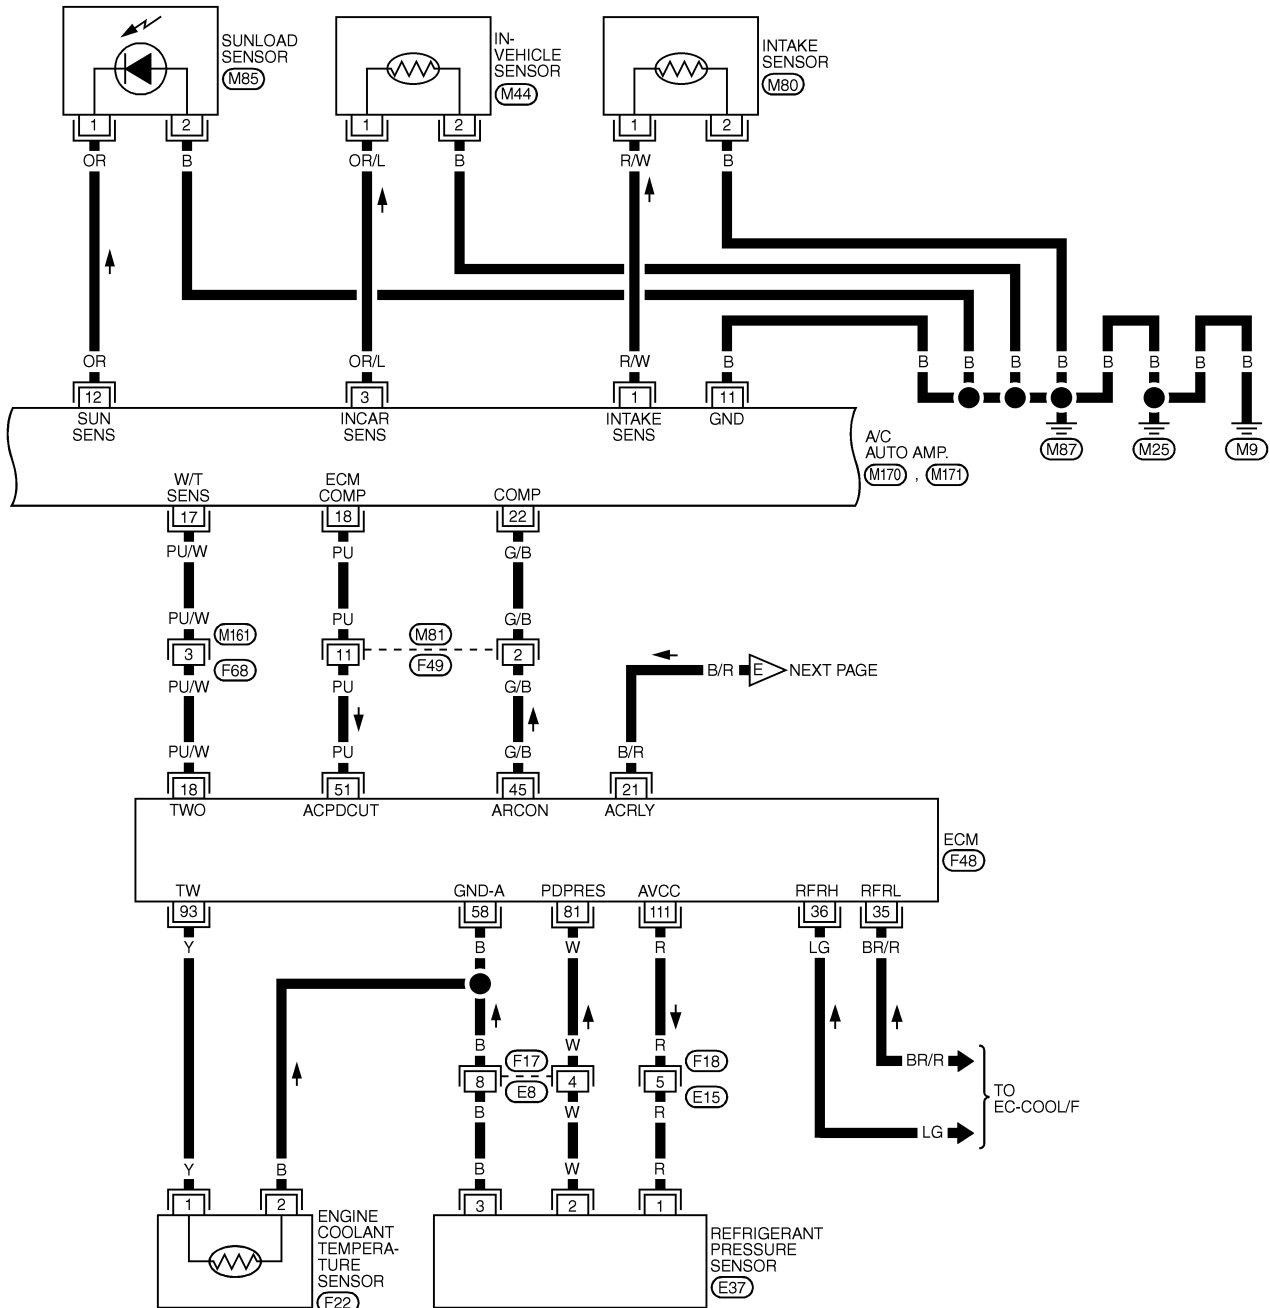 SUNLOAD
SENSOR
M85
IN-
VEHICLE
SENSOR
M44
INTAKE
SENSOR
M80
1 2 1 2 1 2
OR B OR/L B R/W B
OR OR/L R/W B B B B B B B B B
12 3 1 11
SUN
SENS
INCAR
SENS
INTAKE
SENS
GND
M87 M25 M9
A/C
AUTO AMP.
M170 , M171
W/T
SENS
ECM
COMP
COMP
17 18 22
PU/W PU G/B
PU/W PU G/B
M161
F68
M81
F49
3 11 2
PU/W PU G/B
B/R E NEXT PAGE
PU/W PU G/B B/R
18 51 45 21
TWO ACPDCUT ARCON ACRLY
ECM
F48
TW GND-A PDPRES AVCC RFRH RFRL
93 58 81 111 36 35
Y B W R LG BR/R
B W R
F17
E8
F18
E15
8 4 5
B W R
BR/R
LG
TO
EC-COOL/F
Y B B W R
1 2 3 2 1
ENGINE
COOLANT
TEMPERA-
TURE
SENSOR
F22
REFRIGERANT
PRESSURE
SENSOR
E37